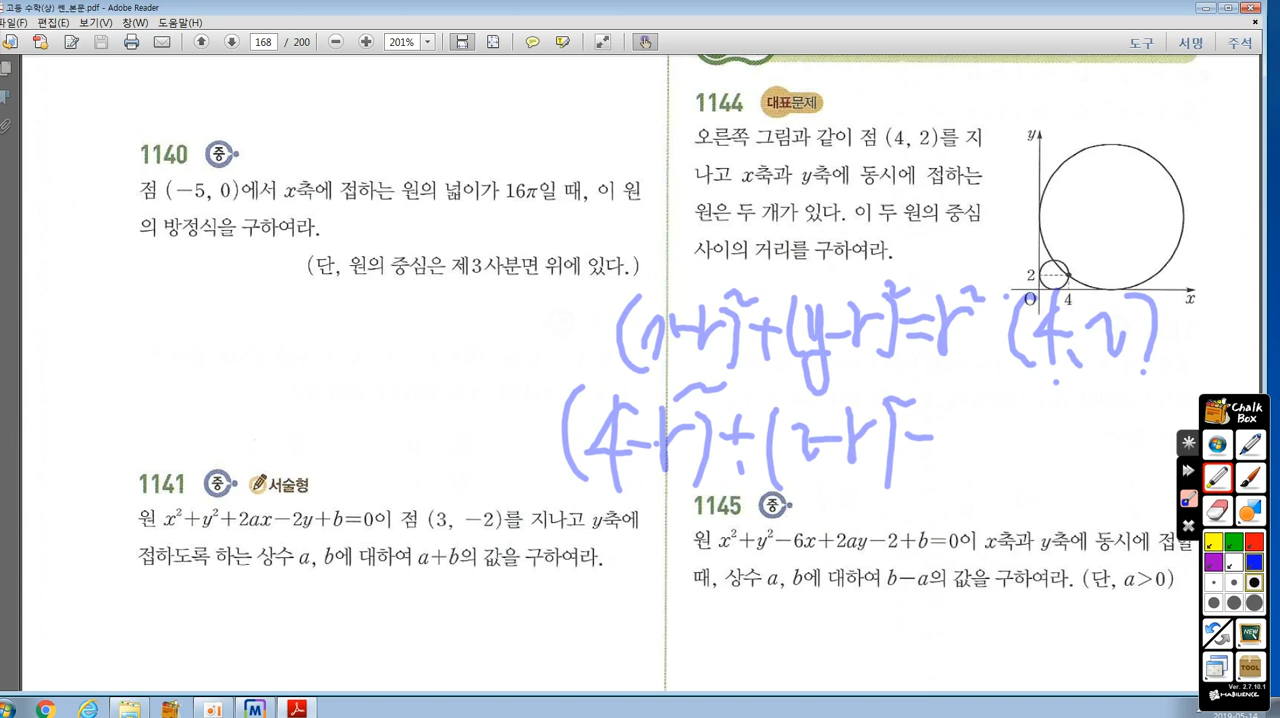 고등 수학(상) 쎈_본문.pdf - Adobe Reader
파일(F) 편집(E) 보기(V) 창(W) 도움말(H)
168 / 200 201% 도구 서명 주석
1140 중
점 (−5, 0)에서 x축에 접하는 원의 넓이가 16π일 때, 이 원
의 방정식을 구하여라.
(단, 원의 중심은 제3사분면 위에 있다.)
1141 중 서술형
원 x²+y²+2ax−2y+b=0이 점 (3, −2)를 지나고 y축에
접하도록 하는 상수 a, b에 대하여 a+b의 값을 구하여라.
1144 대표문제
오른쪽 그림과 같이 점 (4, 2)를 지
나고 x축과 y축에 동시에 접하는
원은 두 개가 있다. 이 두 원의 중심
사이의 거리를 구하여라.
y
2
O 4 x
(x−r)²+(y−r)²=r² (4, 2)
(4−r)²+(2−r)²=
1145 중
원 x²+y²−6x+2ay−2+b=0이 x축과 y축에 동시에 접할
때, 상수 a, b에 대하여 b−a의 값을 구하여라. (단, a>0)
Chalk
Box
NEW
TOOL
Ver. 2.7.10.1
HABILIENCE
2019-05-14